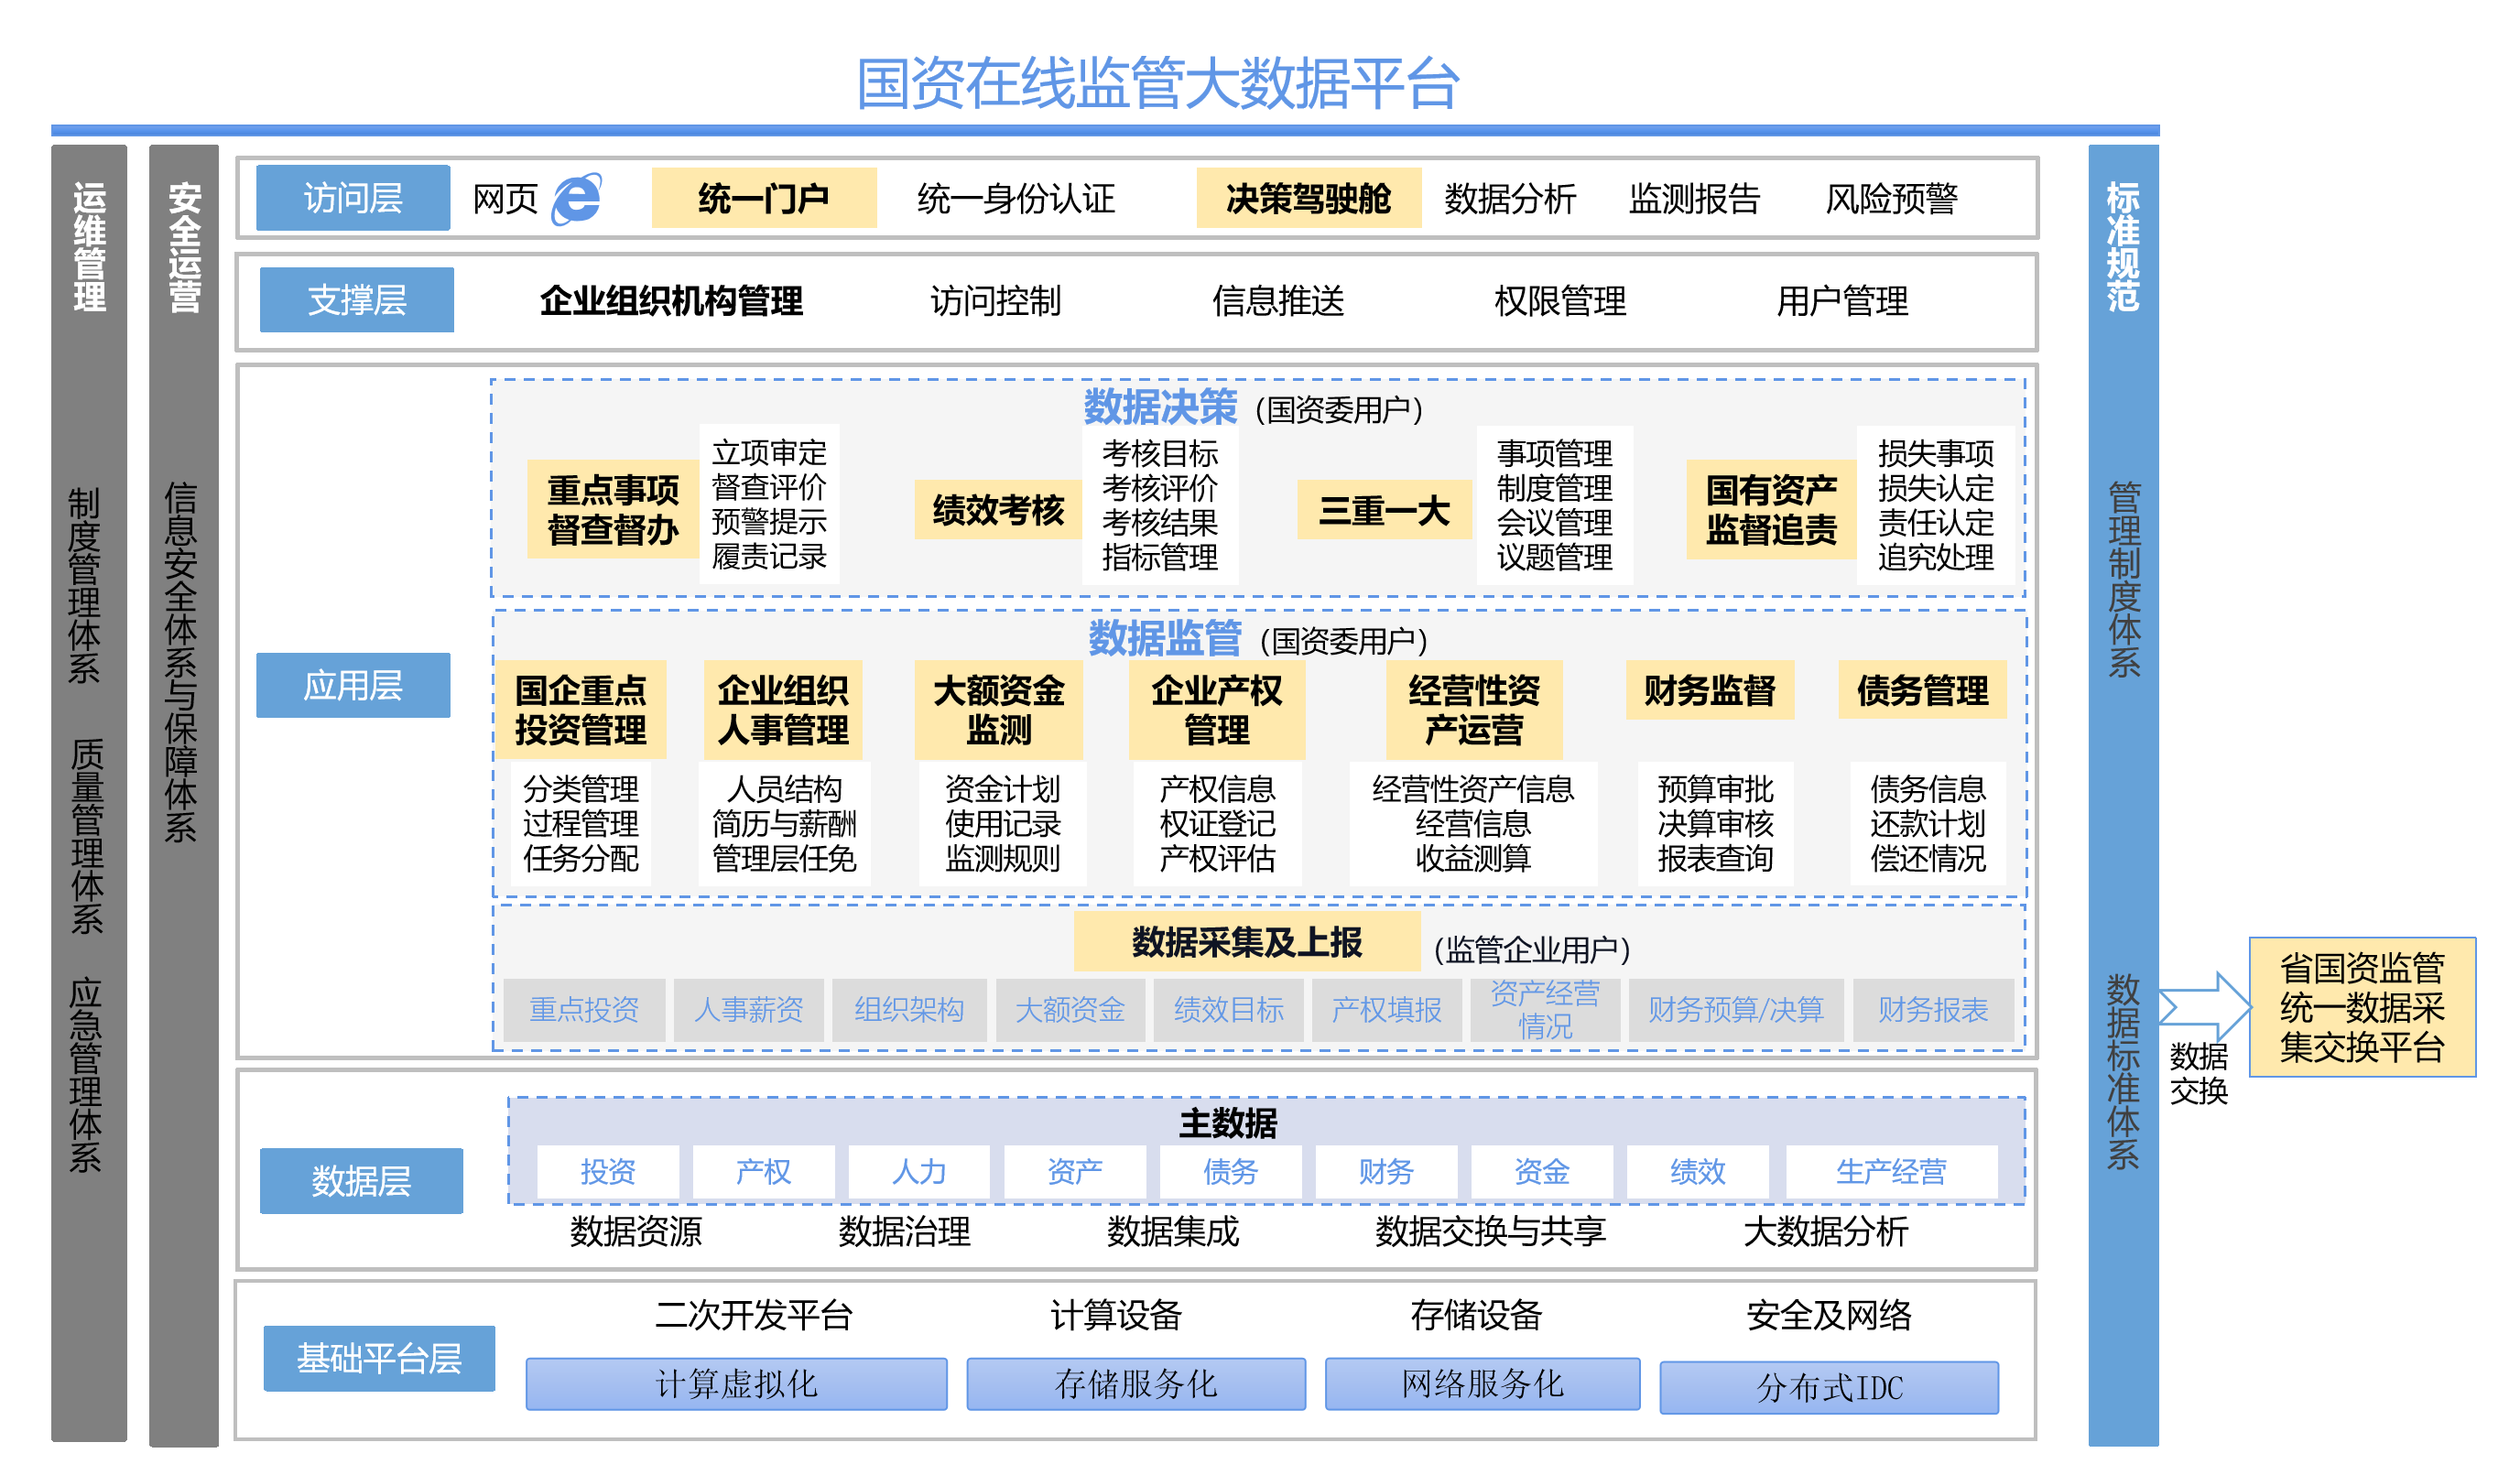 国资在线监管大数据平台
运维管理
制度管理体系
质量管理体系
应急管理体系
安全运营
信息安全体系与保障体系
访问层
网页
统一门户
统一身份认证
决策驾驶舱
数据分析
监测报告
风险预警
支撑层
企业组织机构管理
访问控制
信息推送
权限管理
用户管理
应用层
数据决策 (国资委用户)
重点事项
督查督办
立项审定
督查评价
预警提示
履责记录
绩效考核
考核目标
考核评价
考核结果
指标管理
三重一大
事项管理
制度管理
会议管理
议题管理
国有资产
监督追责
损失事项
损失认定
责任认定
追究处理
数据监管 (国资委用户)
国企重点
投资管理
分类管理
过程管理
任务分配
企业组织
人事管理
人员结构
简历与薪酬
管理层任免
大额资金
监测
资金计划
使用记录
监测规则
企业产权
管理
产权信息
权证登记
产权评估
经营性资
产运营
经营性资产信息
经营信息
收益测算
财务监督
预算审批
决算审核
报表查询
债务管理
债务信息
还款计划
偿还情况
数据采集及上报 (监管企业用户)
重点投资
人事薪资
组织架构
大额资金
绩效目标
产权填报
资产经营
情况
财务预算/决算
财务报表
数据层
主数据
投资
产权
人力
资产
债务
财务
资金
绩效
生产经营
数据资源
数据治理
数据集成
数据交换与共享
大数据分析
基础平台层
二次开发平台
计算设备
存储设备
安全及网络
计算虚拟化
存储服务化
网络服务化
分布式IDC
标准规范
管理制度体系
数据标准体系
数据
交换
省国资监管
统一数据采
集交换平台